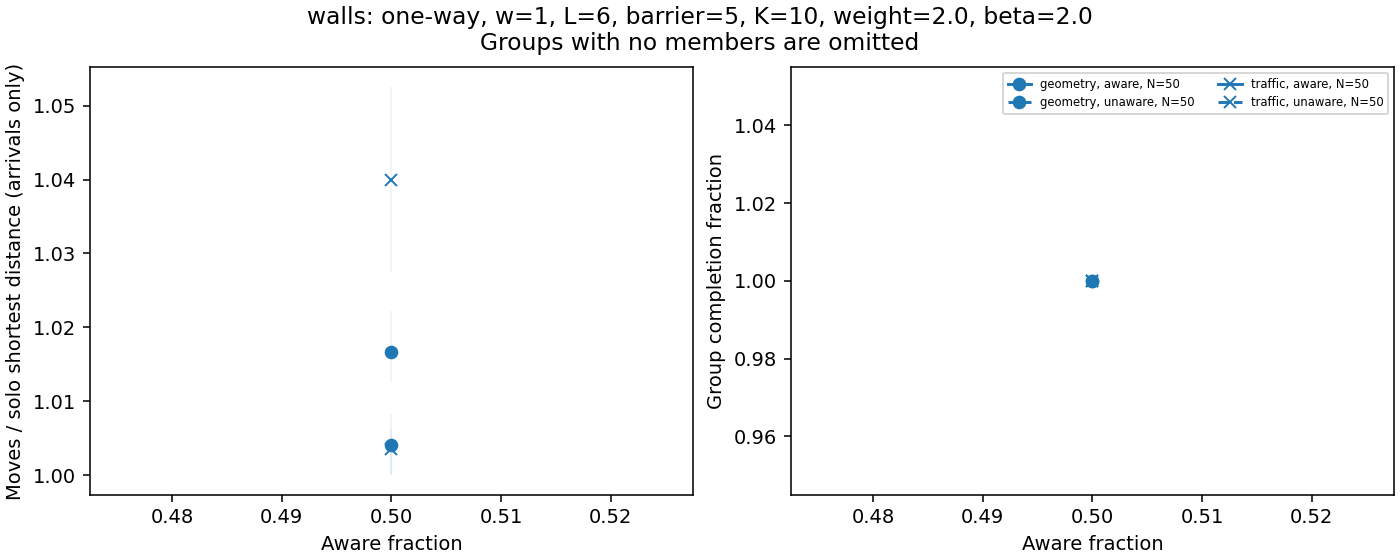 walls: one-way, w=1, L=6, barrier=5, K=10, weight=2.0, beta=2.0
Groups with no members are omitted
Moves / solo shortest distance (arrivals only)
1.05
1.04
1.03
1.02
1.01
1.00
0.48
0.49
0.50
0.51
0.52
Aware fraction
Group completion fraction
1.04
1.02
1.00
0.98
0.96
geometry, aware, N=50
geometry, unaware, N=50
traffic, aware, N=50
traffic, unaware, N=50
0.48
0.49
0.50
0.51
0.52
Aware fraction